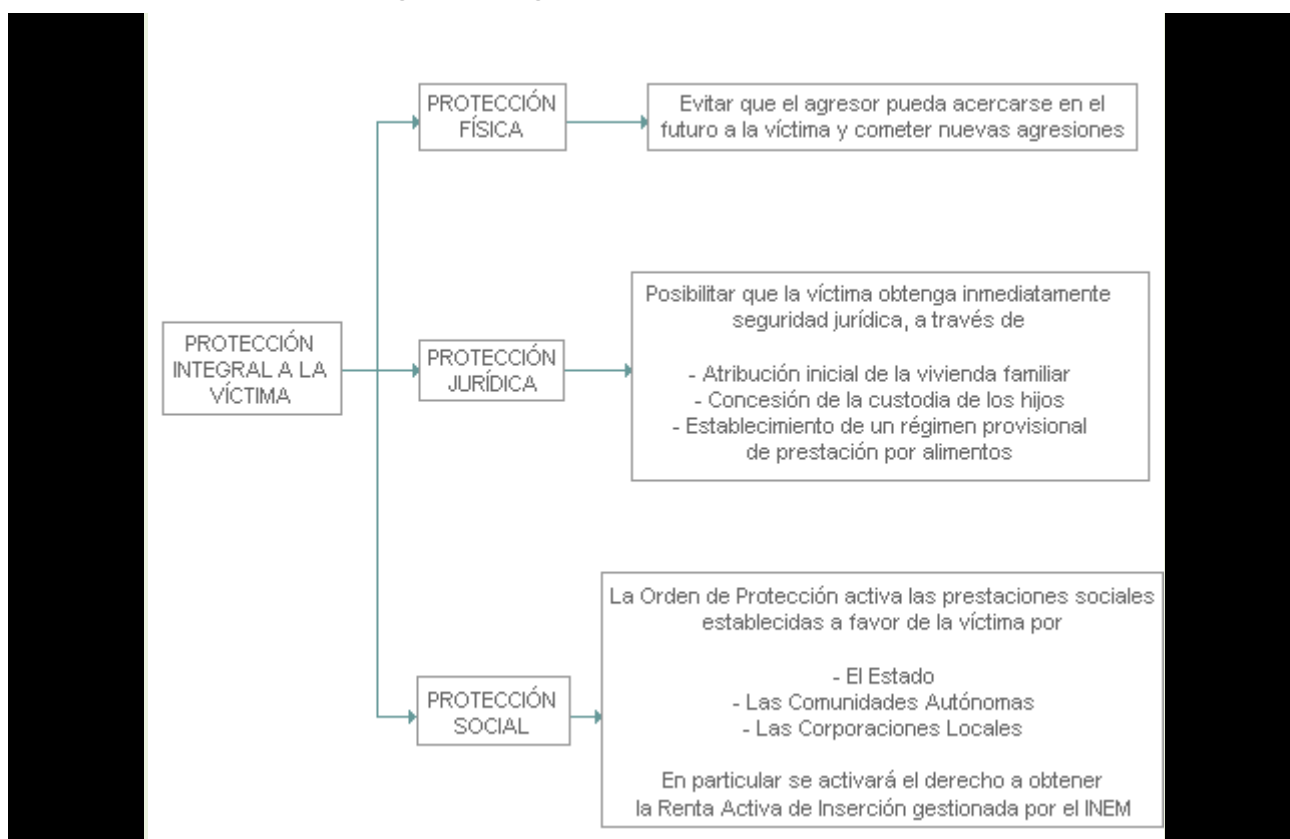 PROTECCIÓN
FÍSICA
Evitar que el agresor pueda acercarse en el
futuro a la víctima y cometer nuevas agresiones
PROTECCIÓN
INTEGRAL A LA
VÍCTIMA
PROTECCIÓN
JURÍDICA
Posibilitar que la víctima obtenga inmediatamente
seguridad jurídica, a través de
- Atribución inicial de la vivienda familiar
- Concesión de la custodia de los hijos
- Establecimiento de un régimen provisional
de prestación por alimentos
PROTECCIÓN
SOCIAL
La Orden de Protección activa las prestaciones sociales
establecidas a favor de la víctima por
- El Estado
- Las Comunidades Autónomas
- Las Corporaciones Locales
En particular se activará el derecho a obtener
la Renta Activa de Inserción gestionada por el INEM